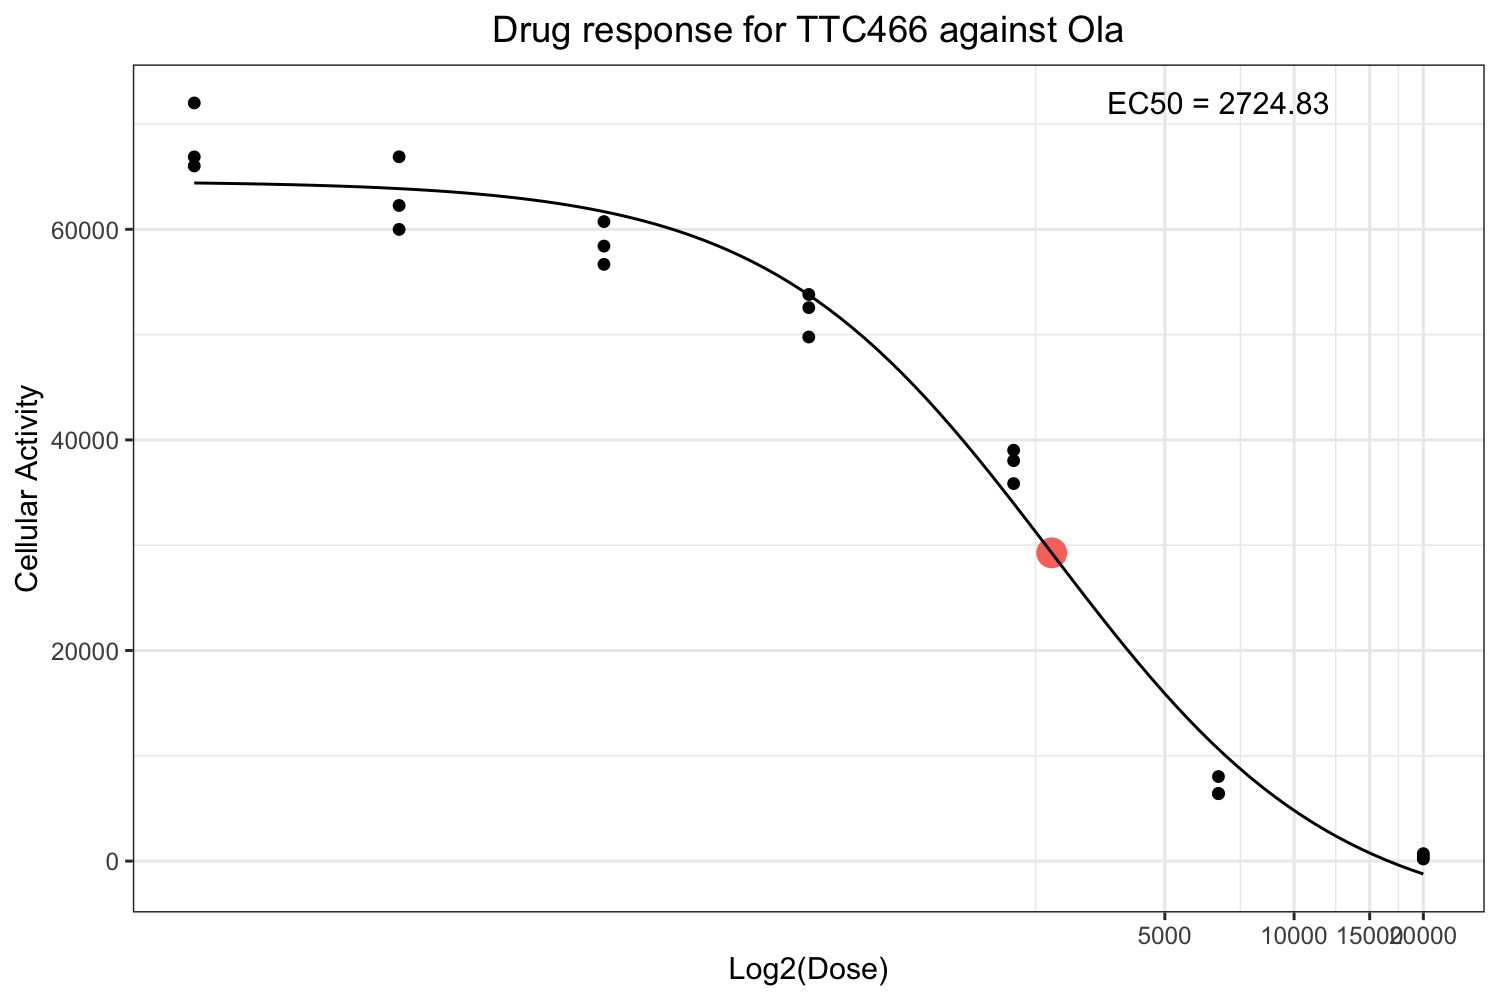 Drug response for TTC466 against Ola
EC50 = 2724.83
60000
40000
20000
0
Cellular Activity
5000 10000 15000 20000
Log2(Dose)